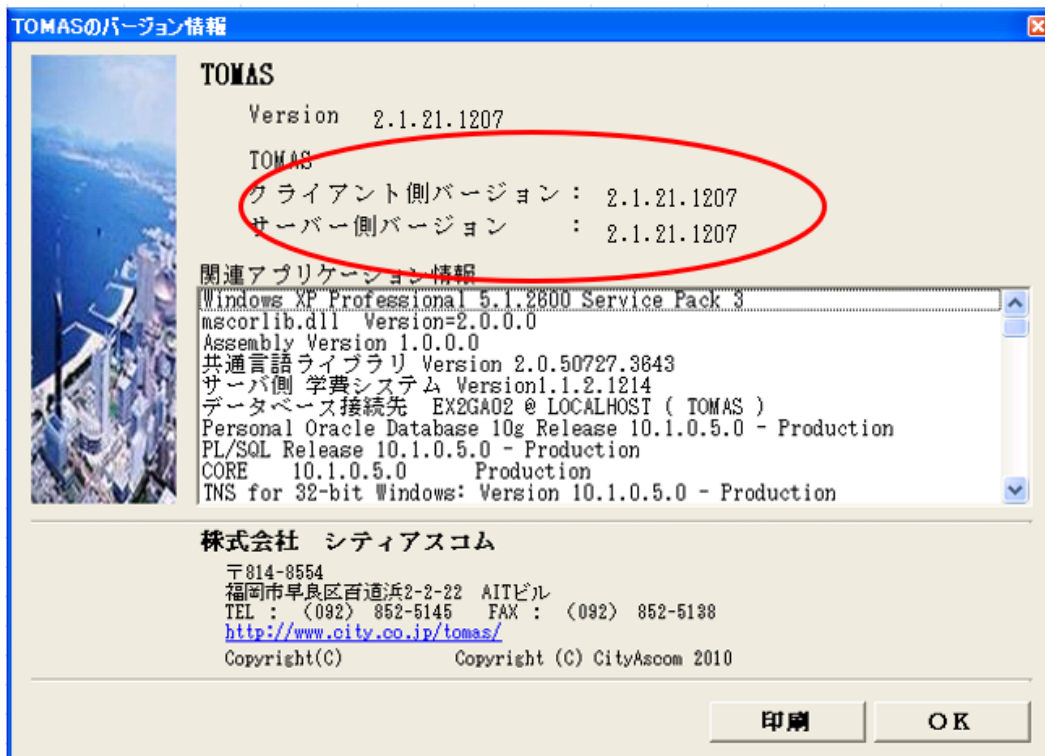 TOMASのバージョン情報
TOMAS
Version 2.1.21.1207
TOMAS
クライアント側バージョン： 2.1.21.1207
サーバー側バージョン ： 2.1.21.1207
関連アプリケーション情報
Windows XP Professional 5.1.2600 Service Pack 3
mscorlib.dll Version=2.0.0.0
Assembly Version 1.0.0.0
共通言語ライブラリ Version 2.0.50727.3643
サーバ側 学費システム Version1.1.2.1214
データベース接続先 EX2GA02 @ LOCALHOST ( TOMAS )
Personal Oracle Database 10g Release 10.1.0.5.0 - Production
PL/SQL Release 10.1.0.5.0 - Production
CORE 10.1.0.5.0 Production
TNS for 32-bit Windows: Version 10.1.0.5.0 - Production
株式会社 シティアスコム
〒814-8554
福岡市早良区百道浜2-2-22 AITビル
TEL : (092) 852-5145 FAX : (092) 852-5138
http://www.city.co.jp/tomas/
Copyright(C) Copyright (C) CityAscom 2010
印刷 OK